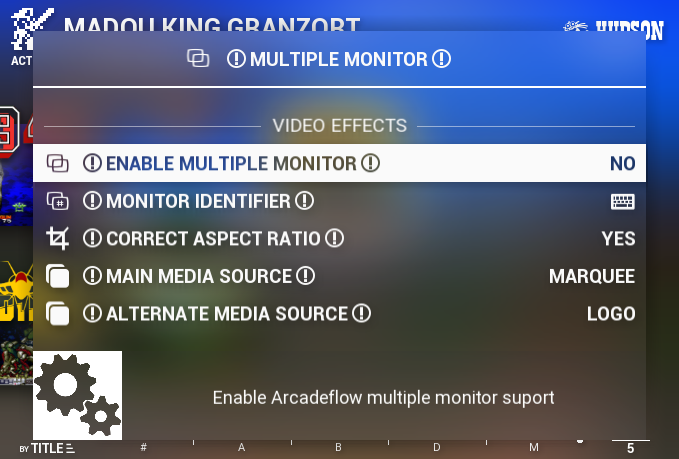 MADOU KING GRANZORT
HUDSON
ACT
MULTIPLE MONITOR
VIDEO EFFECTS
ENABLE MULTIPLE MONITOR NO
MONITOR IDENTIFIER
CORRECT ASPECT RATIO YES
MAIN MEDIA SOURCE MARQUEE
ALTERNATE MEDIA SOURCE LOGO
Enable Arcadeflow multiple monitor suport
BY TITLE # A B D M 5